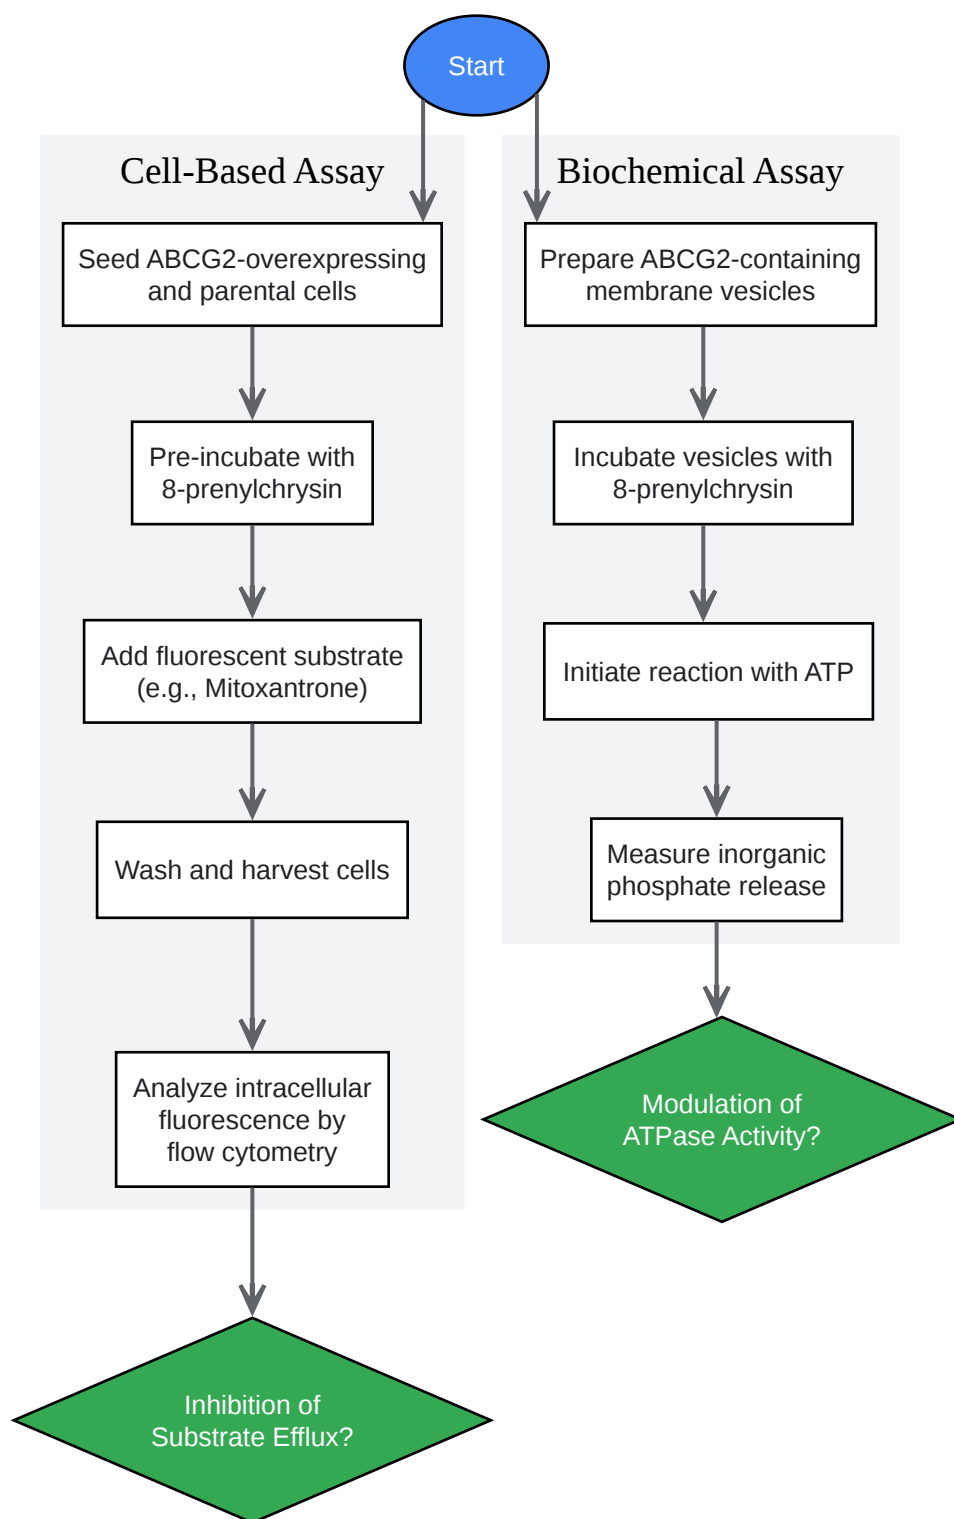 Start
Cell-Based Assay
Seed ABCG2-overexpressing
and parental cells
Pre-incubate with
8-prenylchrysin
Add fluorescent substrate
(e.g., Mitoxantrone)
Wash and harvest cells
Analyze intracellular
fluorescence by
flow cytometry
Inhibition of
Substrate Efflux?
Biochemical Assay
Prepare ABCG2-containing
membrane vesicles
Incubate vesicles with
8-prenylchrysin
Initiate reaction with ATP
Measure inorganic
phosphate release
Modulation of
ATPase Activity?